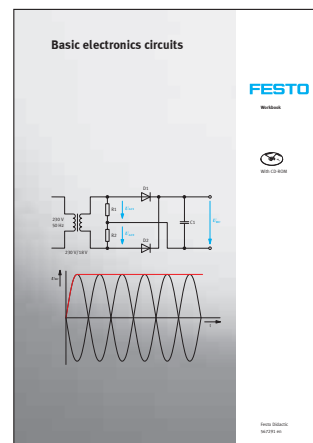 Basic electronics circuits
FESTO
Workbook
With CD-ROM
D1
R1
230 V
50 Hz
C1
R2
D2
230 V/18 V
t
Festo Didactic
567291 en